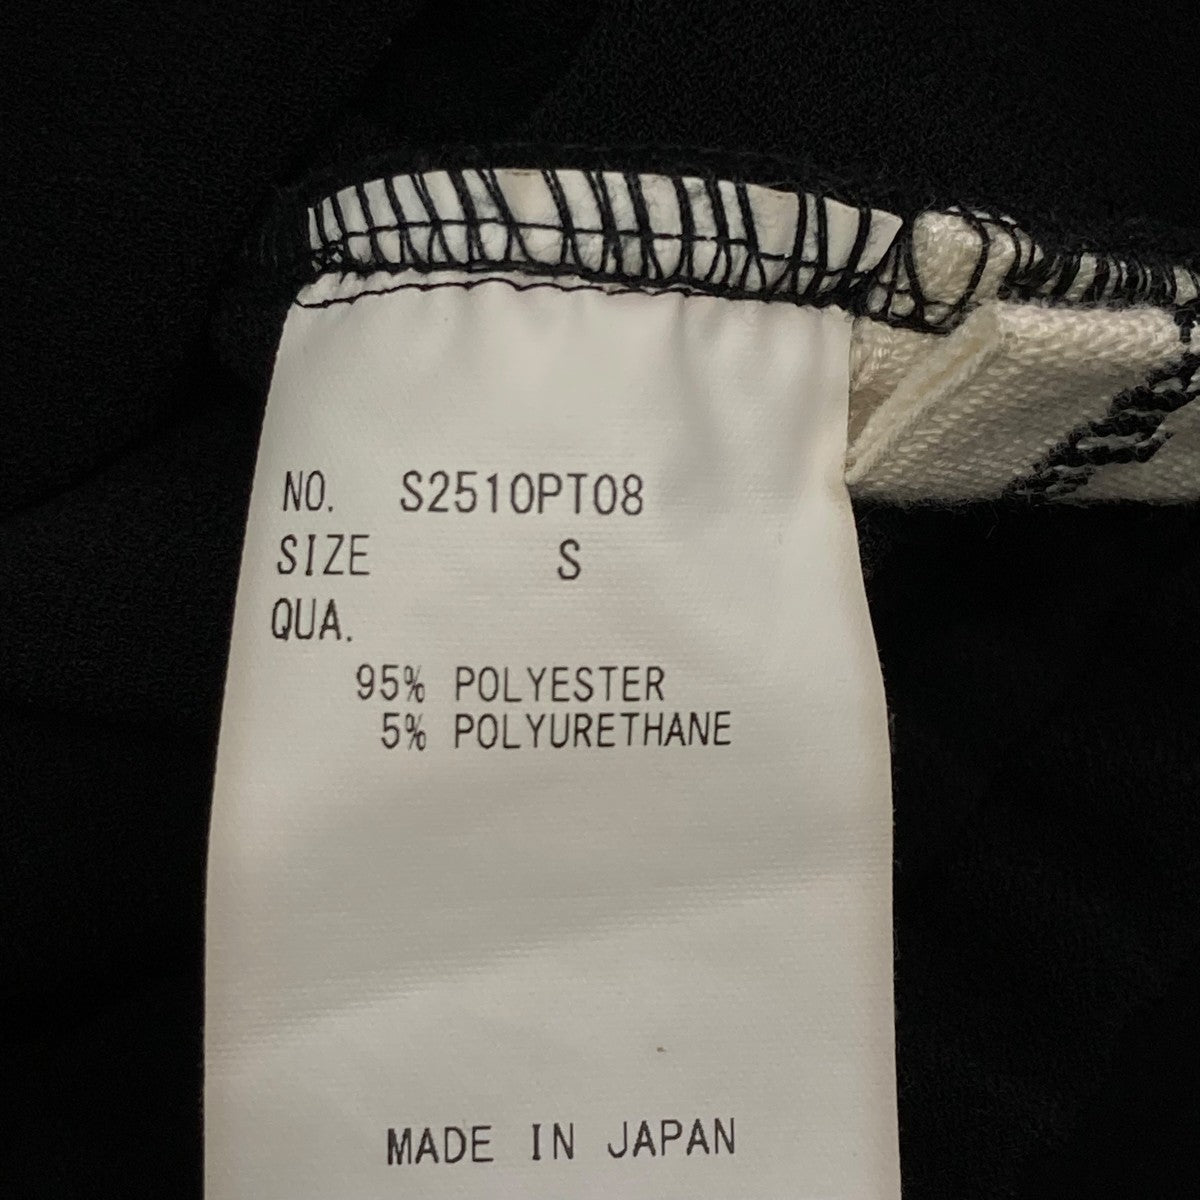 NO. S2510PT08
SIZE S
QUA.
95% POLYESTER
5% POLYURETHANE
MADE IN JAPAN